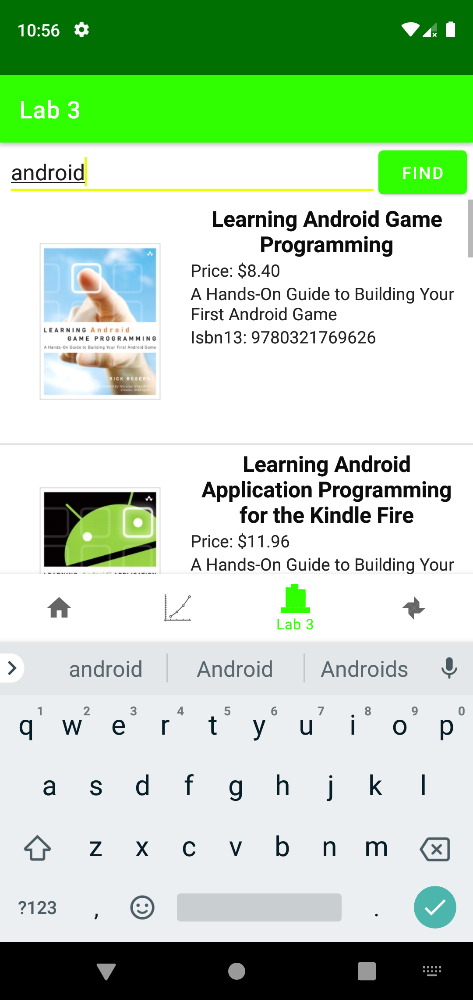 10:56
Lab 3
android
FIND
Learning Android Game
Programming
Price: $8.40
A Hands-On Guide to Building Your
First Android Game
Isbn13: 9780321769626
LEARNING Android
GAME PROGRAMMING
A Hands-On Guide to Building Your First Android Game
RICK ROGERS
Foreword by Nicolas Gramlich
Creator, AndEngine
Learning Android
Application Programming
for the Kindle Fire
Price: $11.96
A Hands-On Guide to Building Your
LEARNING Android™ APPLICATION
Lab 3
android Android Androids
1 2 3 4 5 6 7 8 9 0
q w e r t y u i o p
a s d f g h j k l
z x c v b n m
?123 , .